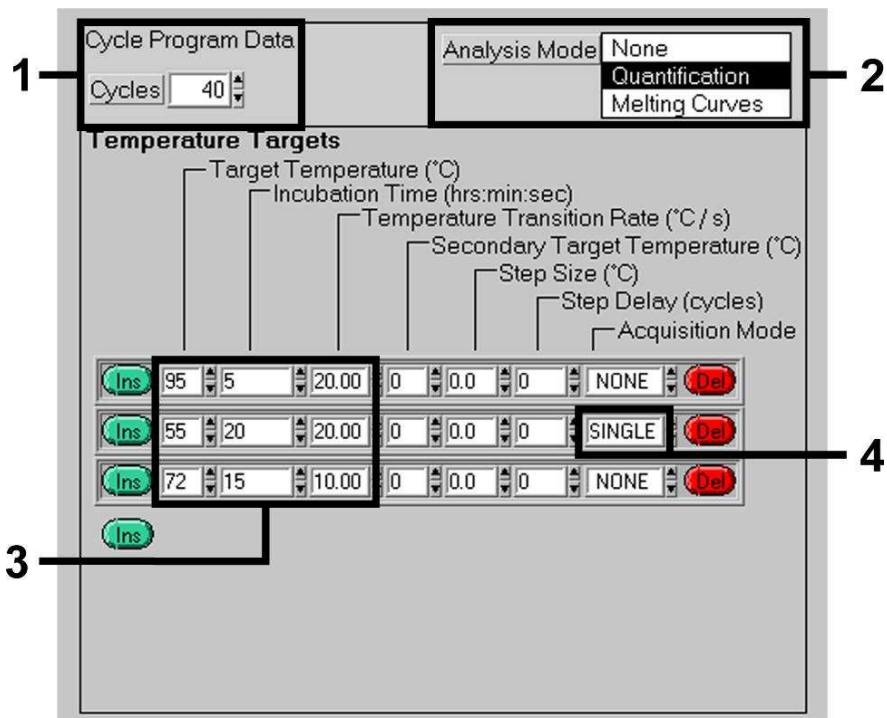 Cycle Program Data
Cycles 40
1
Analysis Mode None
Quantification
Melting Curves
2
Temperature Targets
Target Temperature (°C)
Incubation Time (hrs:min:sec)
Temperature Transition Rate (°C / s)
Secondary Target Temperature (°C)
Step Size (°C)
Step Delay (cycles)
Acquisition Mode
Ins 95 5 20.00 0 0.0 0 NONE Del
Ins 55 20 20.00 0 0.0 0 SINGLE Del
4
Ins 72 15 10.00 0 0.0 0 NONE Del
Ins
3